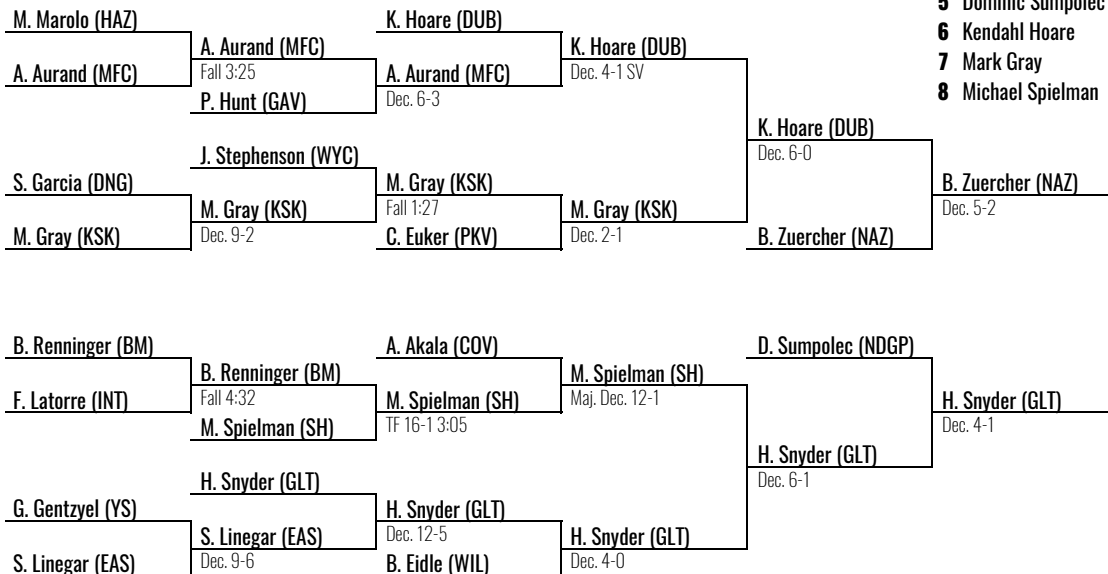 5 Dominic Sumpolec
6 Kendahl Hoare
7 Mark Gray
8 Michael Spielman
M. Marolo (HAZ)
A. Aurand (MFC)
A. Aurand (MFC)
Fall 3:25
P. Hunt (GAV)
K. Hoare (DUB)
A. Aurand (MFC)
Dec. 6-3
K. Hoare (DUB)
Dec. 4-1 SV
J. Stephenson (WYC)
S. Garcia (DNG)
M. Gray (KSK)
M. Gray (KSK)
Dec. 9-2
M. Gray (KSK)
Fall 1:27
C. Euker (PKV)
M. Gray (KSK)
Dec. 2-1
K. Hoare (DUB)
Dec. 6-0
B. Zuercher (NAZ)
B. Zuercher (NAZ)
Dec. 5-2
B. Renninger (BM)
F. Latorre (INT)
B. Renninger (BM)
Fall 4:32
M. Spielman (SH)
A. Akala (COV)
M. Spielman (SH)
TF 16-1 3:05
M. Spielman (SH)
Maj. Dec. 12-1
H. Snyder (GLT)
G. Gentzyel (YS)
S. Linegar (EAS)
S. Linegar (EAS)
Dec. 9-6
H. Snyder (GLT)
Dec. 12-5
B. Eidle (WIL)
H. Snyder (GLT)
Dec. 4-0
D. Sumpolec (NDGP)
H. Snyder (GLT)
Dec. 6-1
H. Snyder (GLT)
Dec. 4-1